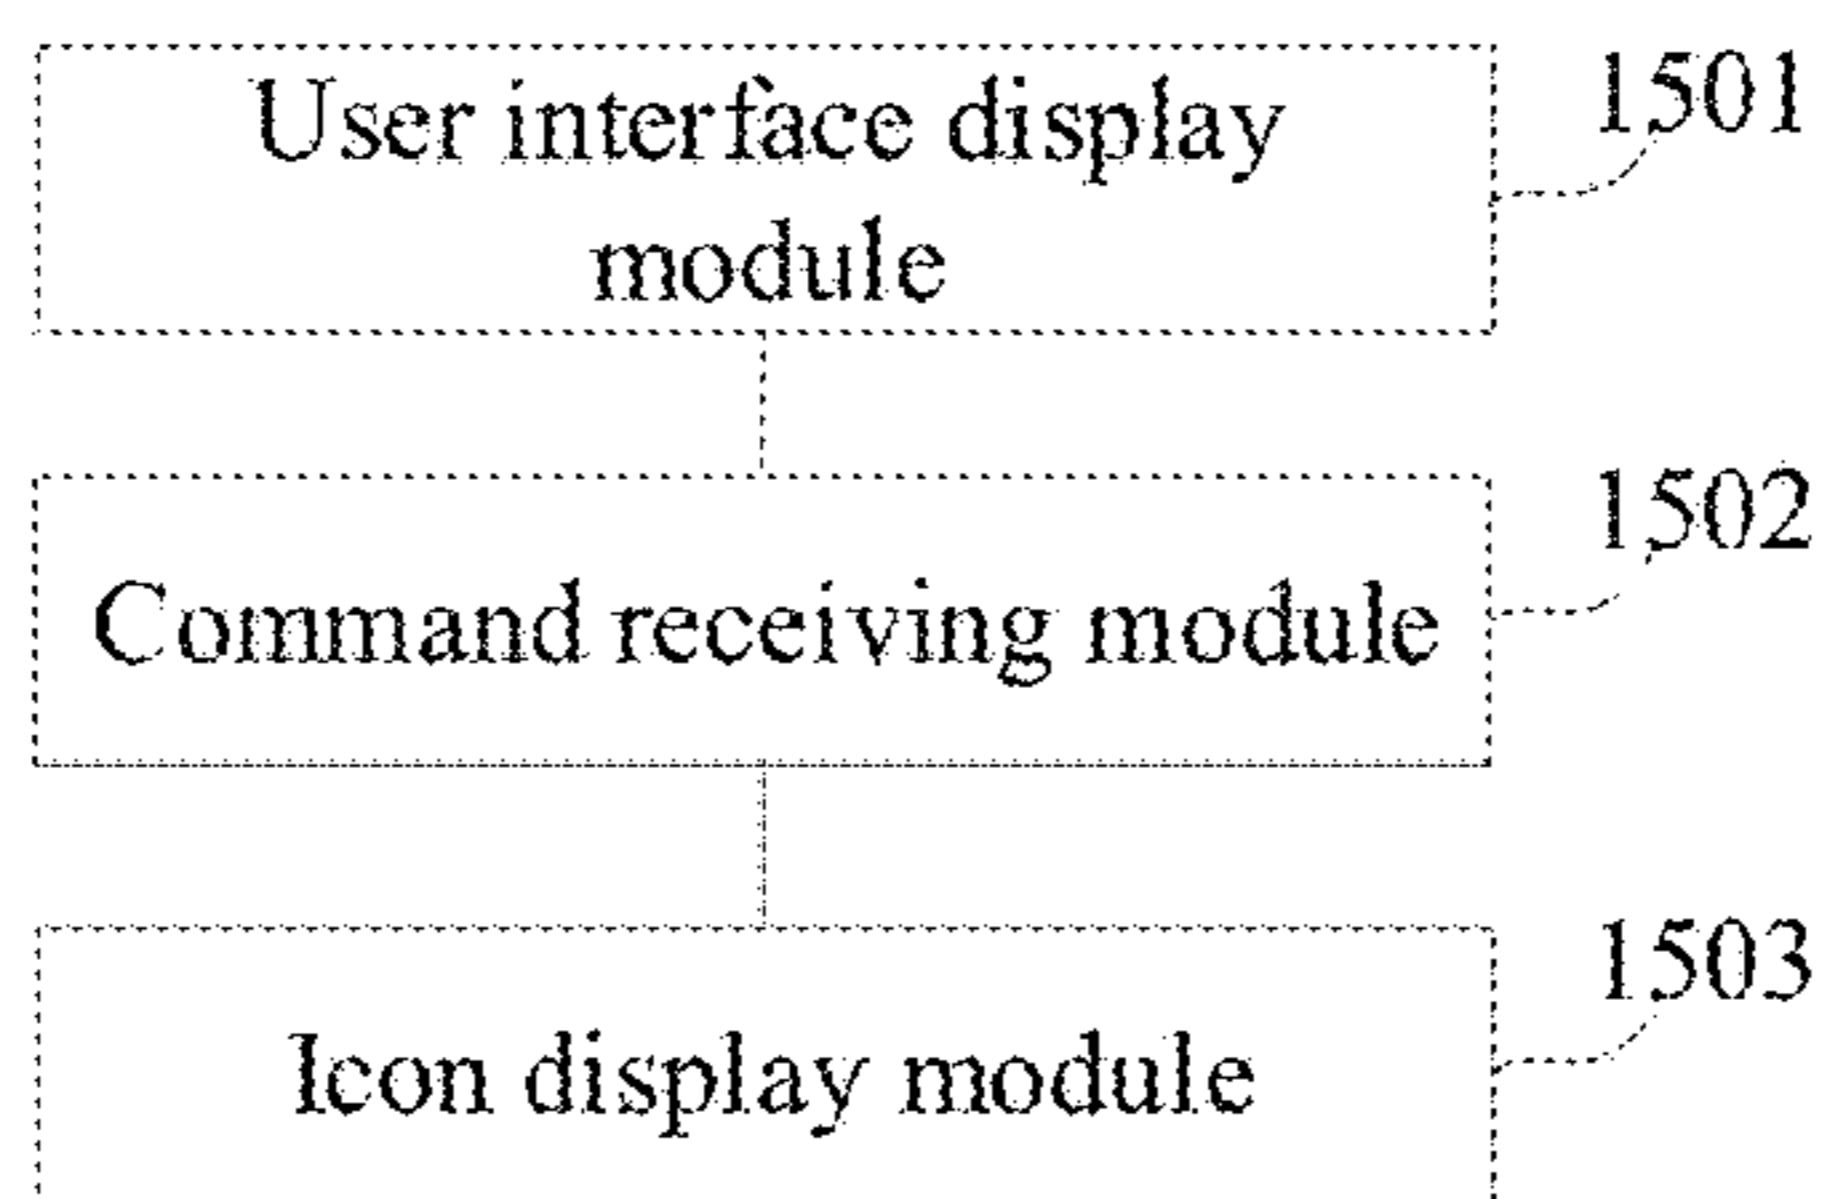 User interface display
module
1501
Command receiving module
1502
Icon display module
1503